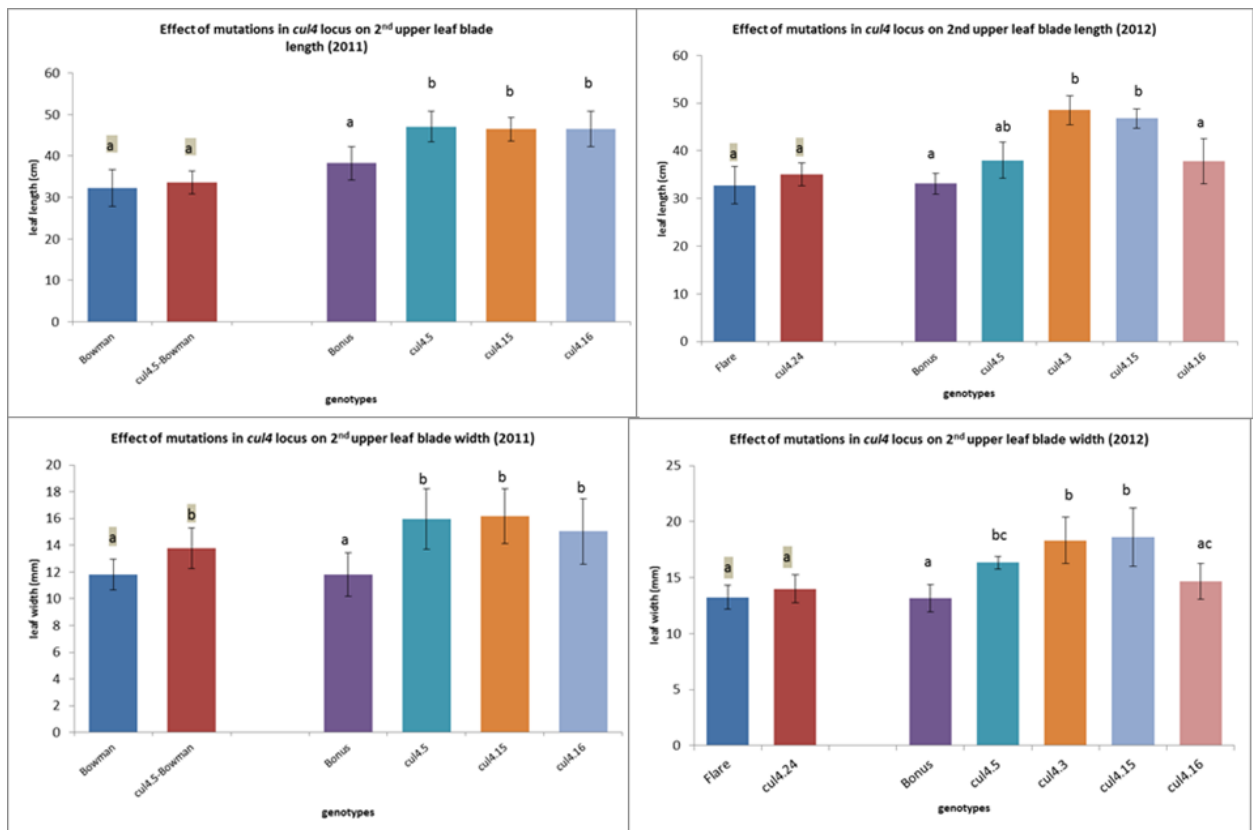 Effect of mutations in cul4 locus on 2nd upper leaf blade
length (2011)
60
50
40
30
20
10
0
leaf length (cm)
a
a
a
b
b
b
Bowman
cul4.5-Bowman
Bonus
cul4.5
cul4.15
cul4.16
genotypes
Effect of mutations in cul4 locus on 2nd upper leaf blade length (2012)
60
50
40
30
20
10
0
leaf length (cm)
a
a
a
ab
b
b
a
Flare
cul4.24
Bonus
cul4.5
cul4.3
cul4.15
cul4.16
genotypes
Effect of mutations in cul4 locus on 2nd upper leaf blade width (2011)
20
18
16
14
12
10
8
6
4
2
0
leaf width (mm)
a
b
a
b
b
b
Bowman
cul4.5-Bowman
Bonus
cul4.5
cul4.15
cul4.16
genotypes
Effect of mutations in cul4 locus on 2nd upper leaf blade width (2012)
25
20
15
10
5
0
leaf width (mm)
a
a
a
bc
b
b
ac
Flare
cul4.24
Bonus
cul4.5
cul4.3
cul4.15
cul4.16
genotypes